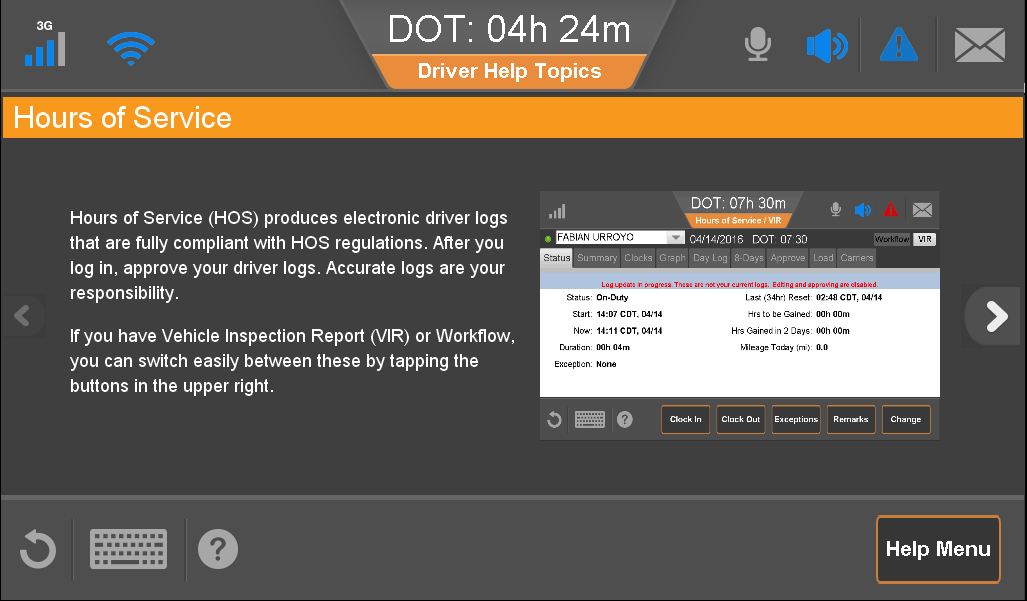 3G
DOT: 04h 24m
Driver Help Topics
Hours of Service
Hours of Service (HOS) produces electronic driver logs
that are fully compliant with HOS regulations. After you
log in, approve your driver logs. Accurate logs are your
responsibility.
If you have Vehicle Inspection Report (VIR) or Workflow,
you can switch easily between these by tapping the
buttons in the upper right.
DOT: 07h 30m
Hours of Service / VIR
FABIAN URROYO 04/14/2016 DOT: 07:30 Workflow VIR
Status Summary Clocks Graph Day Log 8-Days Approve Load Carriers
Log update in progress. These are not your current logs. Editing and approving are disabled.
Status: On-Duty Last (34hr) Reset: 02:48 CDT, 04/14
Start: 14:07 CDT, 04/14 Hrs to be Gained: 00h 00m
Now: 14:11 CDT, 04/14 Hrs Gained in 2 Days: 00h 00m
Duration: 00h 04m Mileage Today (mi): 0.0
Exception: None
? Clock In Clock Out Exceptions Remarks Change
? Help Menu